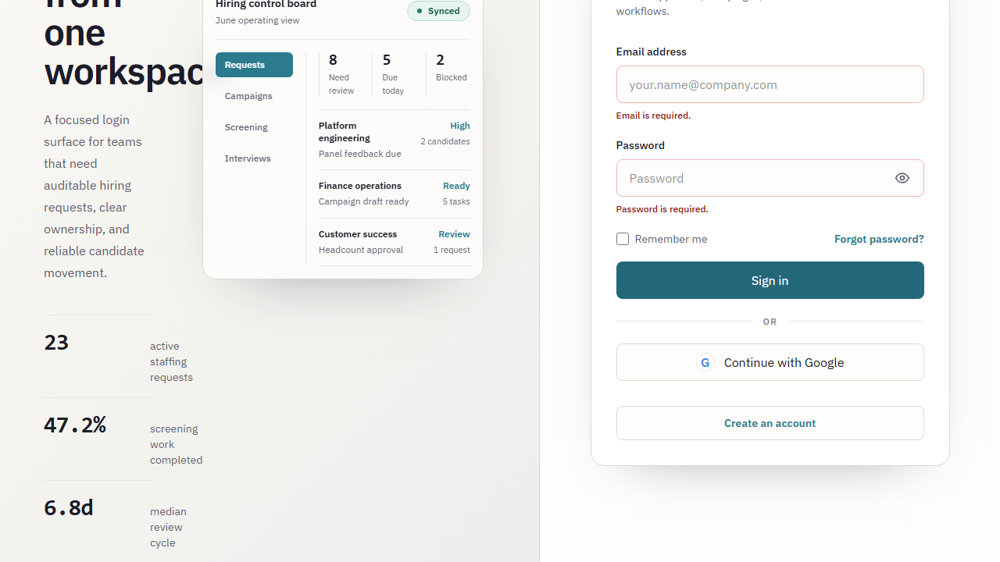 one
workspac
A focused login
surface for teams
that need
auditable hiring
requests, clear
ownership, and
reliable candidate
movement.
23
active
staffing
requests
47.2%
screening
work
completed
6.8d
median
review
cycle
Hiring control board
June operating view
Synced
Requests
Campaigns
Screening
Interviews
8
Need
review
5
Due
today
2
Blocked
Platform
engineering
Panel feedback due
High
2 candidates
Finance operations
Campaign draft ready
Ready
5 tasks
Customer success
Headcount approval
Review
1 request
workflows.
Email address
your.name@company.com
Email is required.
Password
Password
Password is required.
Remember me
Forgot password?
Sign in
OR
G Continue with Google
Create an account